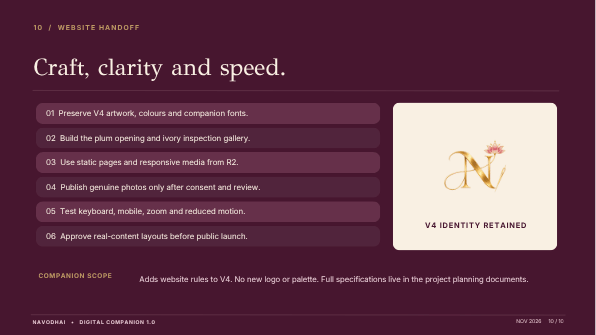 10 / WEBSITE HANDOFF
Craft, clarity and speed.
01 Preserve V4 artwork, colours and companion fonts.
02 Build the plum opening and ivory inspection gallery.
03 Use static pages and responsive media from R2.
04 Publish genuine photos only after consent and review.
05 Test keyboard, mobile, zoom and reduced motion.
06 Approve real-content layouts before public launch.
N
V4 IDENTITY RETAINED
COMPANION SCOPE
Adds website rules to V4. No new logo or palette. Full specifications live in the project planning documents.
NAVODHAI • DIGITAL COMPANION 1.0
NOV 2026 10 / 10